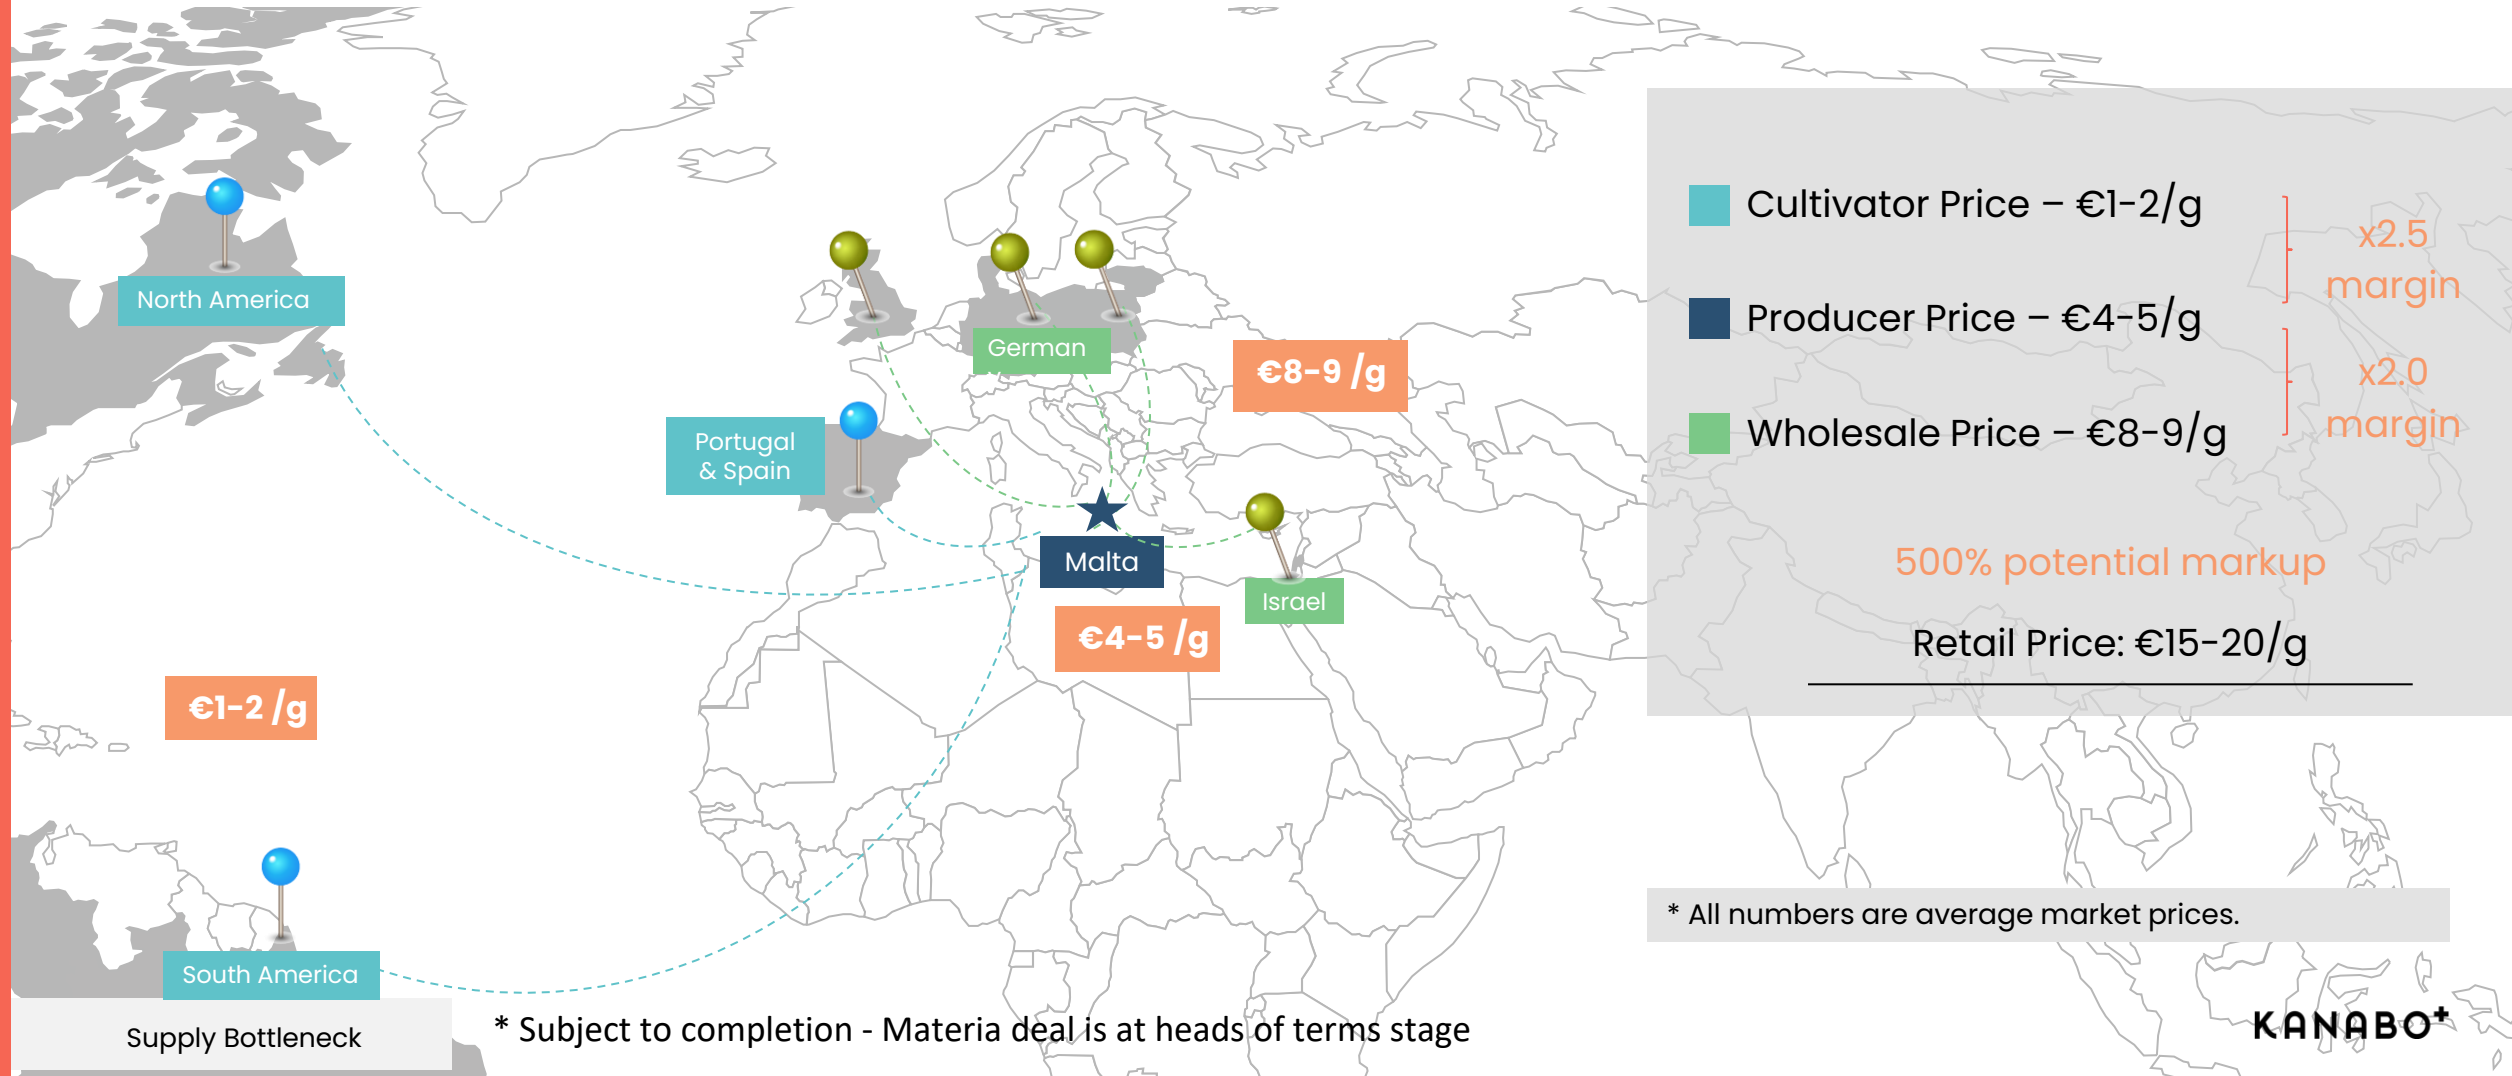 North America
German
€8-9 /g
Portugal
& Spain
Malta
Israel
€4-5 /g
€1-2 /g
South America
Supply Bottleneck
* Subject to completion - Materia deal is at heads of terms stage
Cultivator Price – €1-2/g
x2.5
margin
Producer Price – €4-5/g
x2.0
margin
Wholesale Price – €8-9/g
500% potential markup
Retail Price: €15-20/g
* All numbers are average market prices.
KANABO+